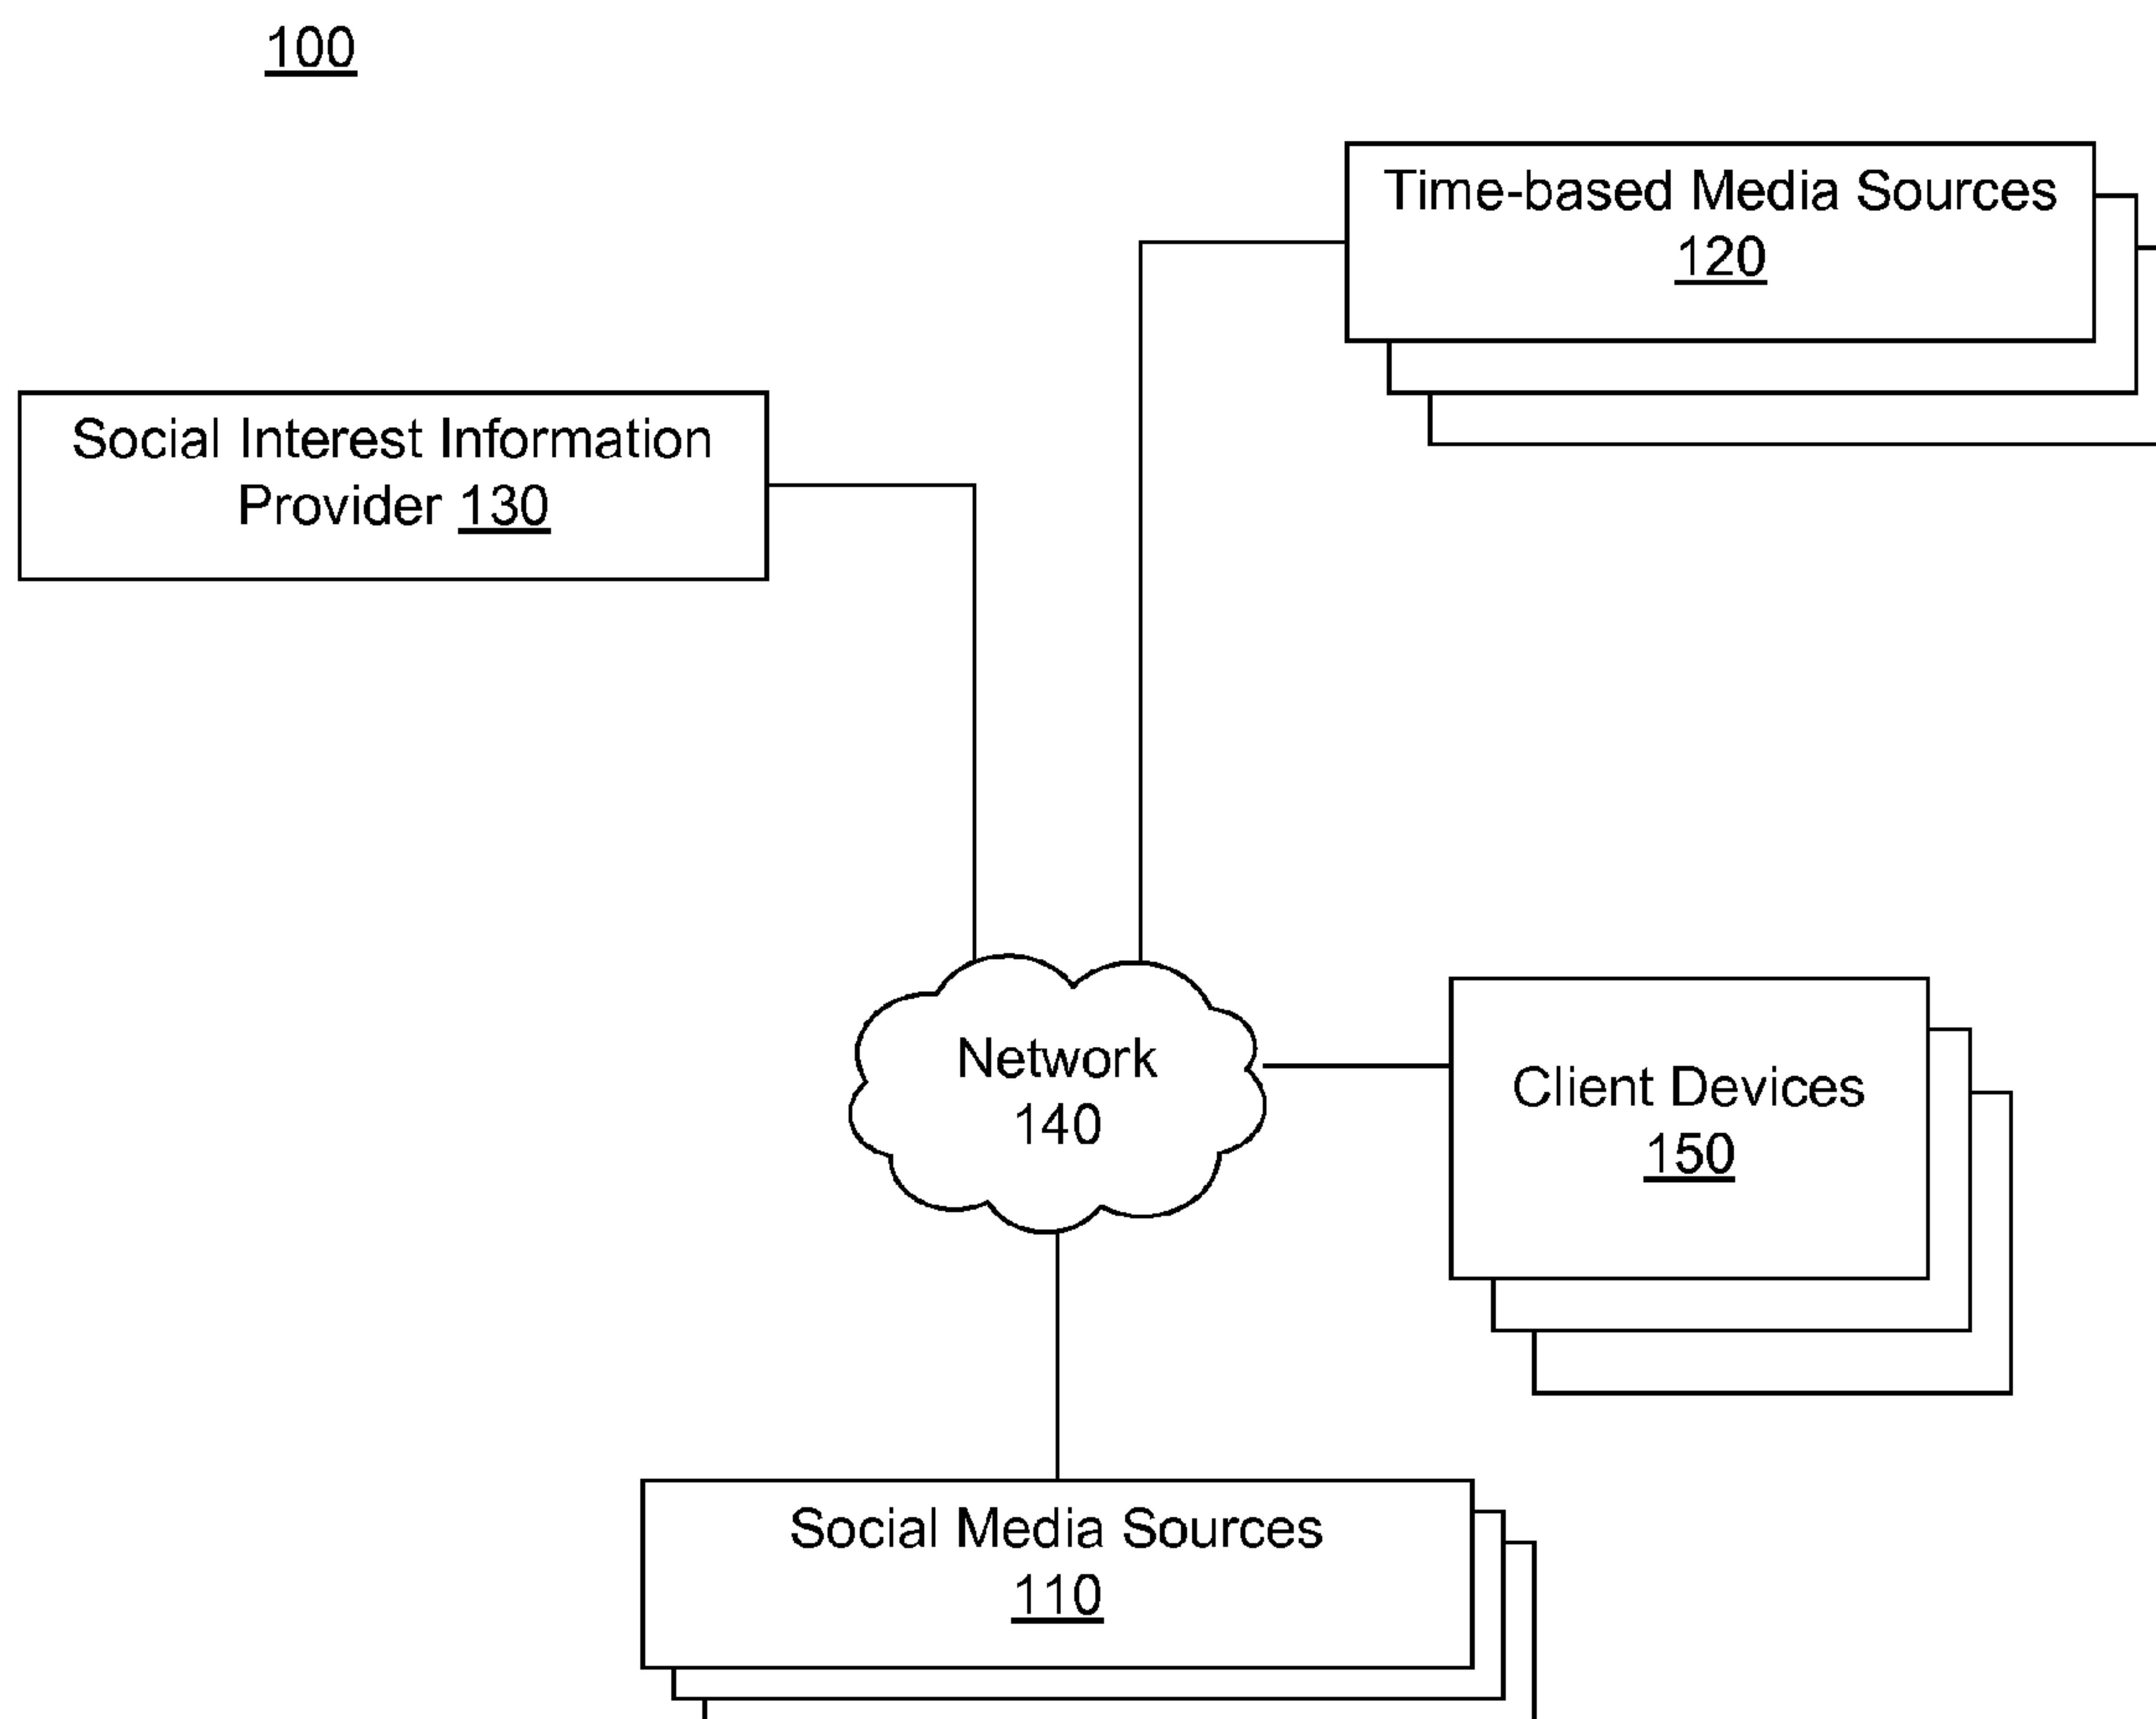 100
Time-based Media Sources
120
Social Interest Information
Provider 130
Network
140
Client Devices
150
Social Media Sources
110